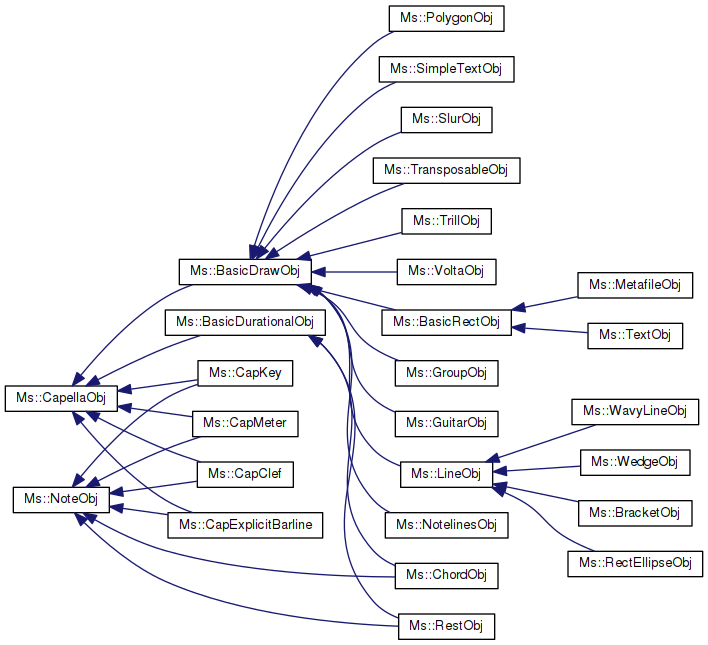 Ms::PolygonObj
Ms::SimpleTextObj
Ms::SlurObj
Ms::TransposableObj
Ms::TrillObj
Ms::BasicDrawObj
Ms::VoltaObj
Ms::MetafileObj
Ms::BasicDurationalObj
Ms::BasicRectObj
Ms::TextObj
Ms::CapKey
Ms::GroupObj
Ms::CapellaObj
Ms::CapMeter
Ms::GuitarObj
Ms::WavyLineObj
Ms::CapClef
Ms::LineObj
Ms::WedgeObj
Ms::NoteObj
Ms::CapExplicitBarline
Ms::NotelinesObj
Ms::BracketObj
Ms::ChordObj
Ms::RectEllipseObj
Ms::RestObj